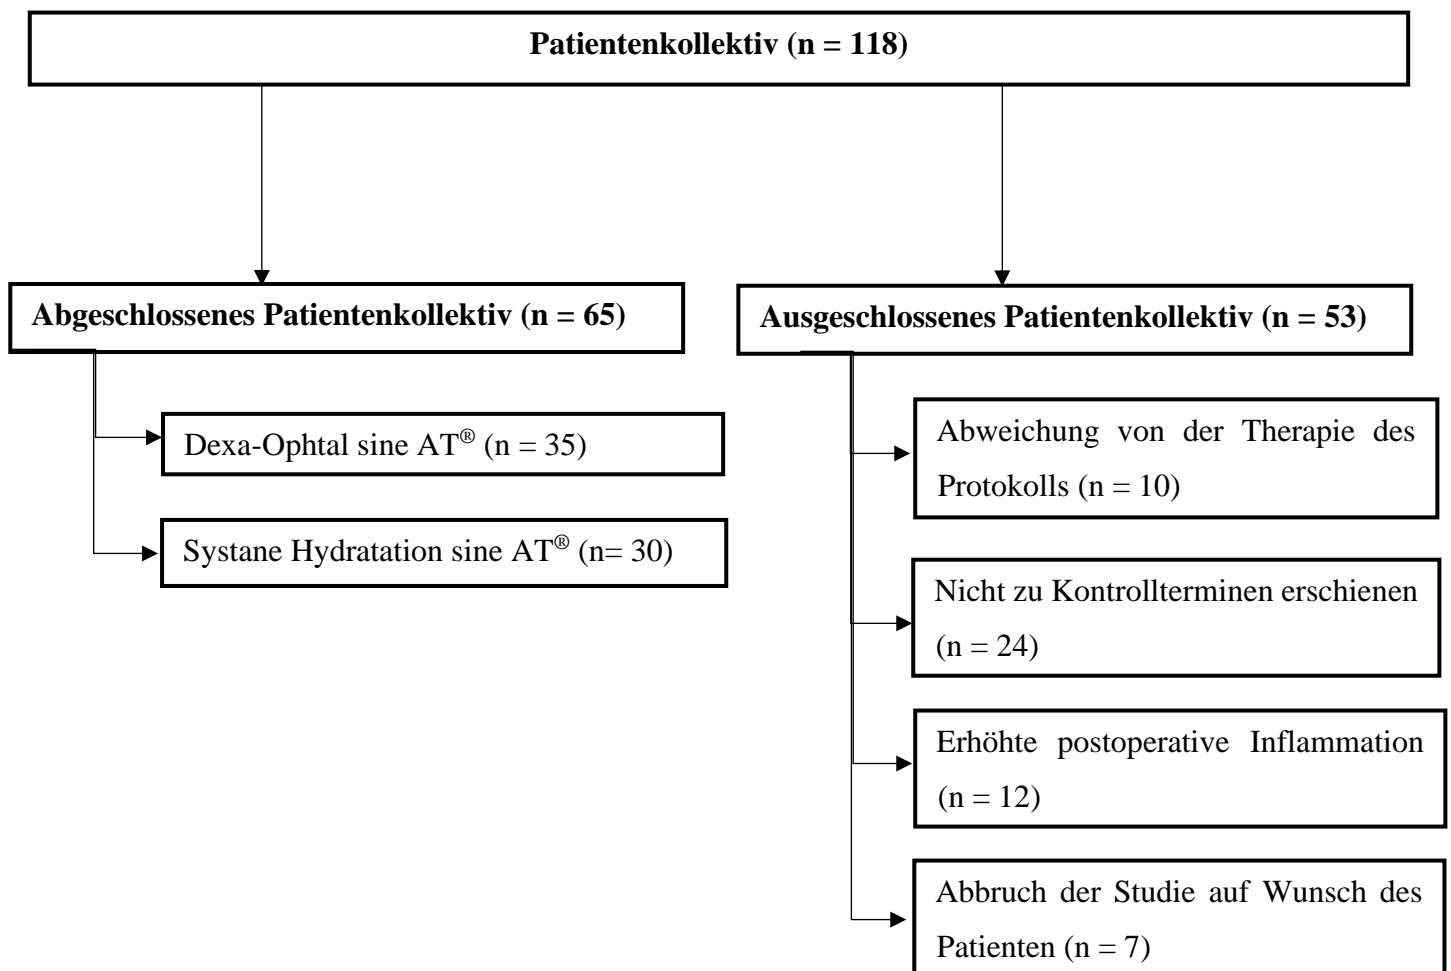 Patientenkollektiv (n = 118)
Abgeschlossenes Patientenkollektiv (n = 65)
Dexa-Ophtal sine AT® (n = 35)
Systane Hydratation sine AT® (n= 30)
Ausgeschlossenes Patientenkollektiv (n = 53)
Abweichung von der Therapie des
Protokolls (n = 10)
Nicht zu Kontrollterminen erschienen
(n = 24)
Erhöhte postoperative Inflammation
(n = 12)
Abbruch der Studie auf Wunsch des
Patienten (n = 7)